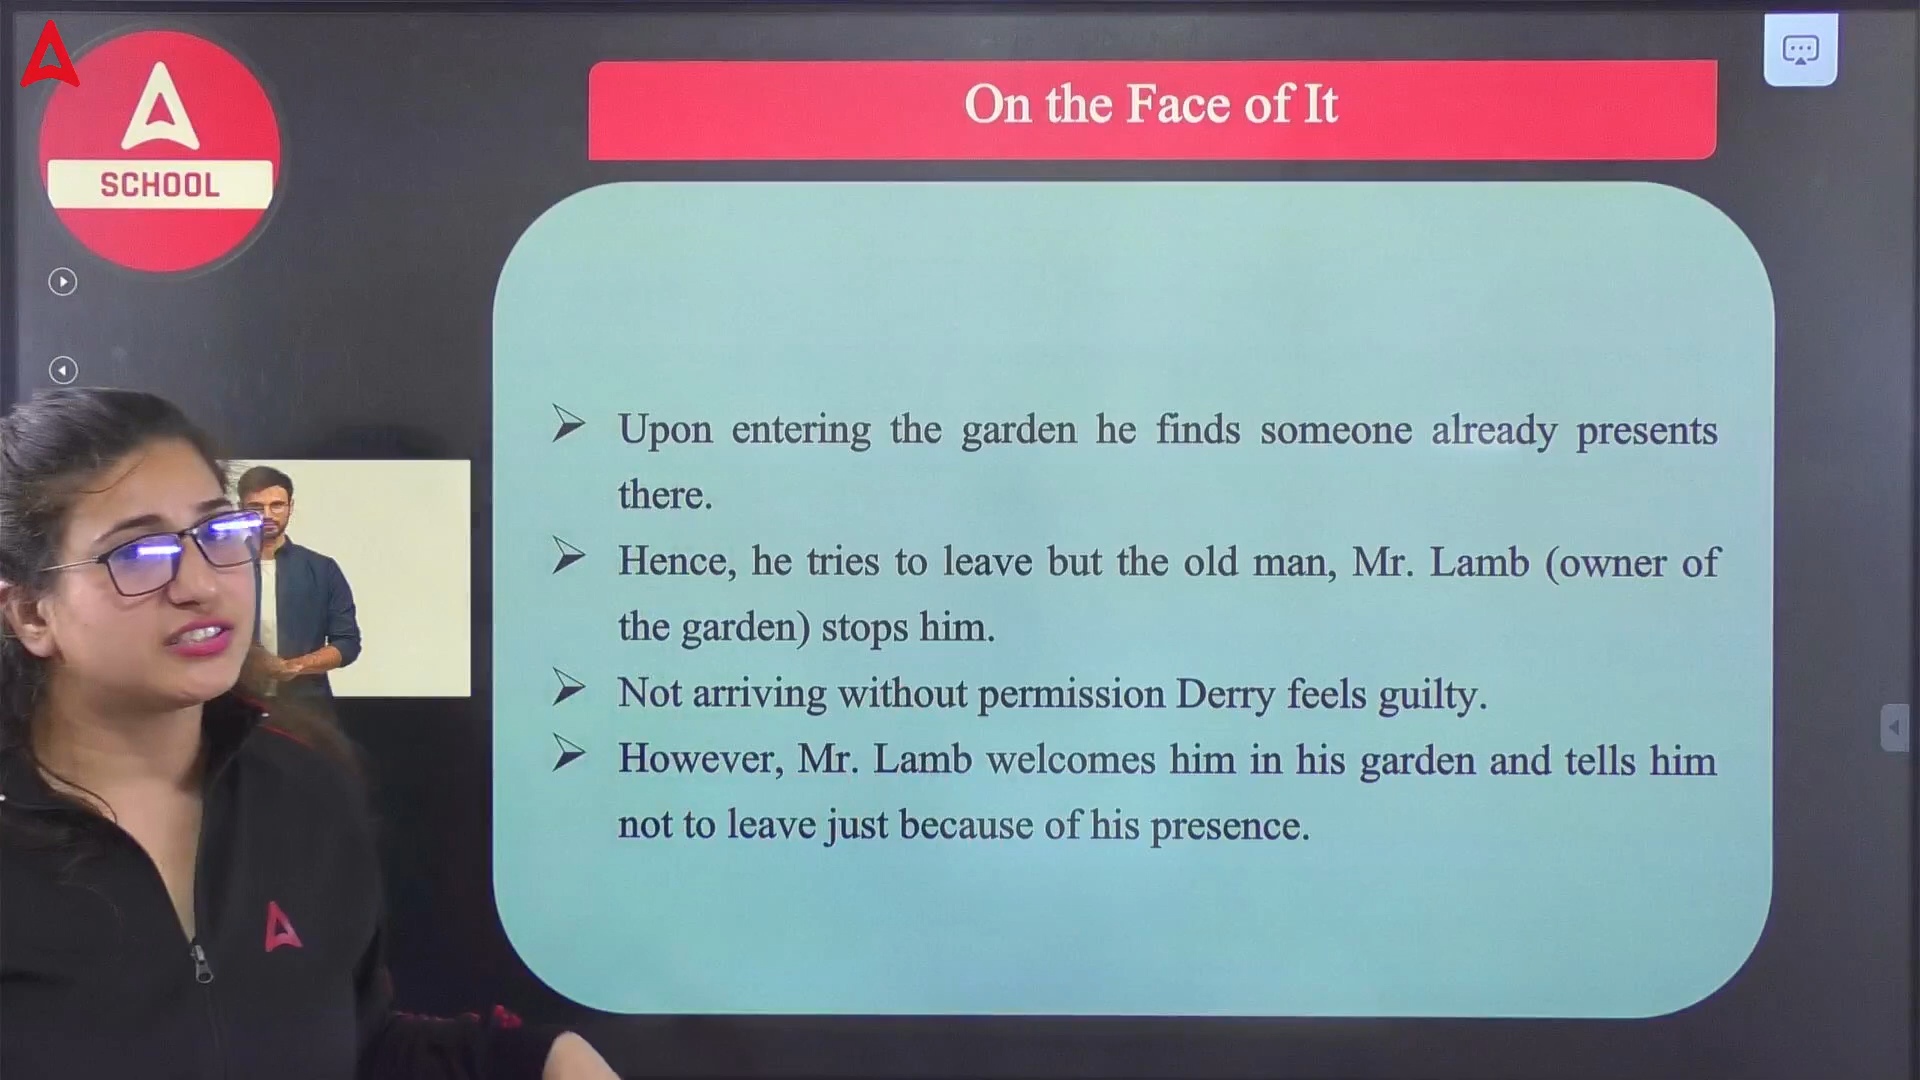 SCHOOL
On the Face of It
Upon entering the garden he finds someone already presents
there.
Hence, he tries to leave but the old man, Mr. Lamb (owner of
the garden) stops him.
Not arriving without permission Derry feels guilty.
However, Mr. Lamb welcomes him in his garden and tells him
not to leave just because of his presence.